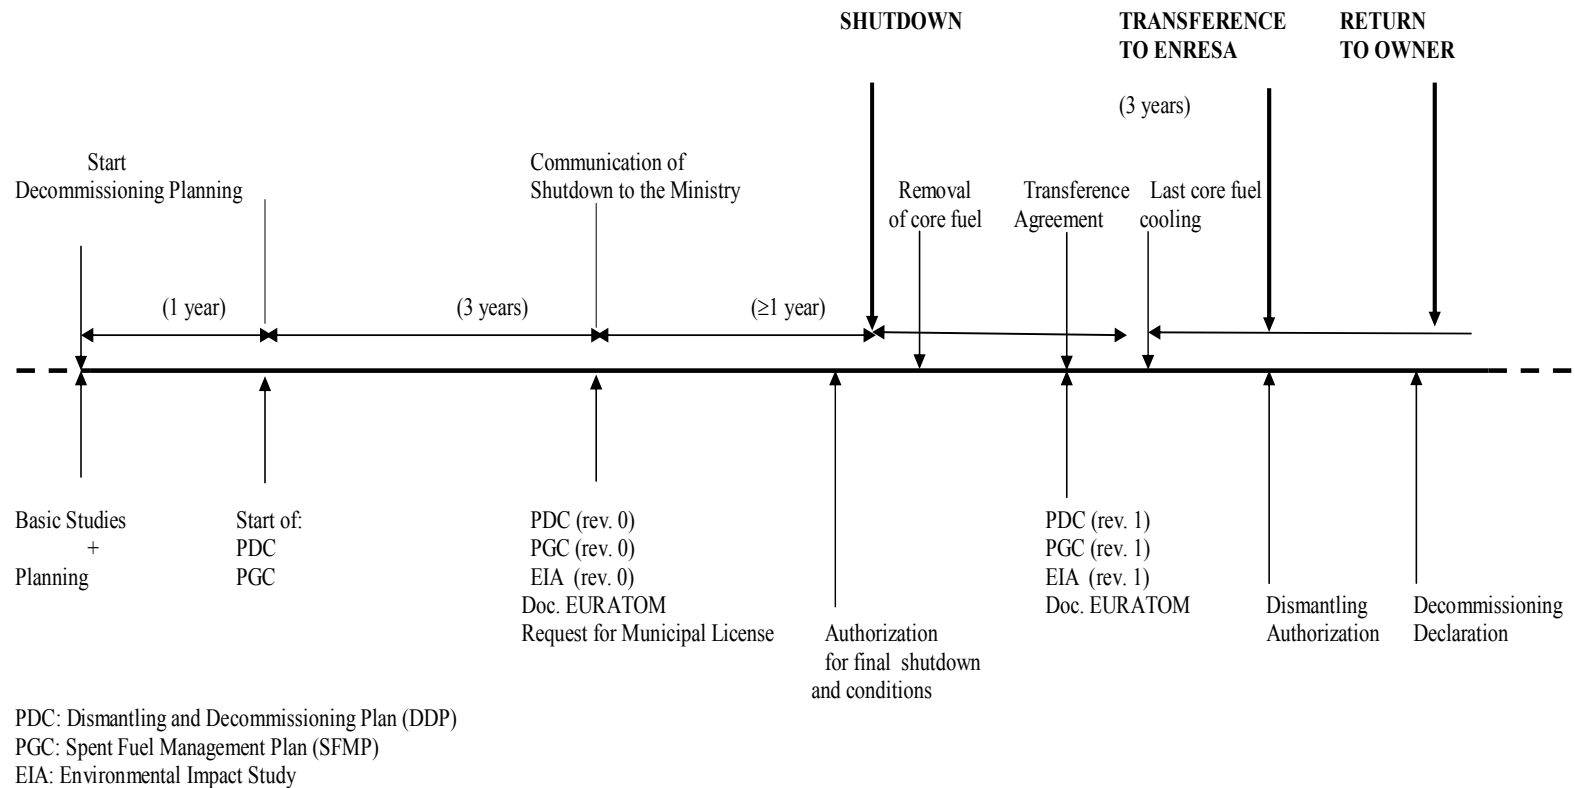 SHUTDOWN
TRANSFERENCE
TO ENRESA
RETURN
TO OWNER
(3 years)
Start
Decommissioning Planning
Communication of
Shutdown to the Ministry
Removal
of core fuel
Transference
Agreement
Last core fuel
cooling
(1 year)
(3 years)
(≥1 year)
Basic Studies
+
Planning
Start of:
PDC
PGC
PDC (rev. 0)
PGC (rev. 0)
EIA (rev. 0)
Doc. EURATOM
Request for Municipal License
Authorization
for final shutdown
and conditions
PDC (rev. 1)
PGC (rev. 1)
EIA (rev. 1)
Doc. EURATOM
Dismantling
Authorization
Decommissioning
Declaration
PDC: Dismantling and Decommissioning Plan (DDP)
PGC: Spent Fuel Management Plan (SFMP)
EIA: Environmental Impact Study